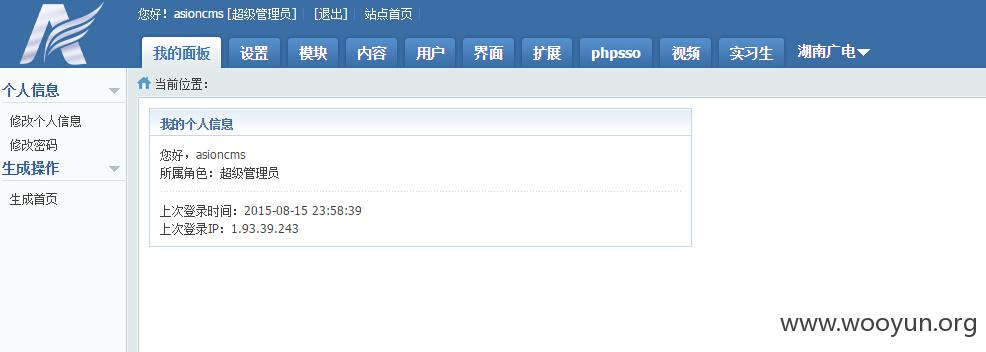 您好！asioncms [超级管理员] | [退出] | 站点首页 |
我的面板 设置 模块 内容 用户 界面 扩展 phpsso 视频 实习生 湖南广电
个人信息
修改个人信息
修改密码
生成操作
生成首页
当前位置：
我的个人信息
您好，asioncms
所属角色：超级管理员
上次登录时间：2015-08-15 23:58:39
上次登录IP：1.93.39.243
www.wooyun.org